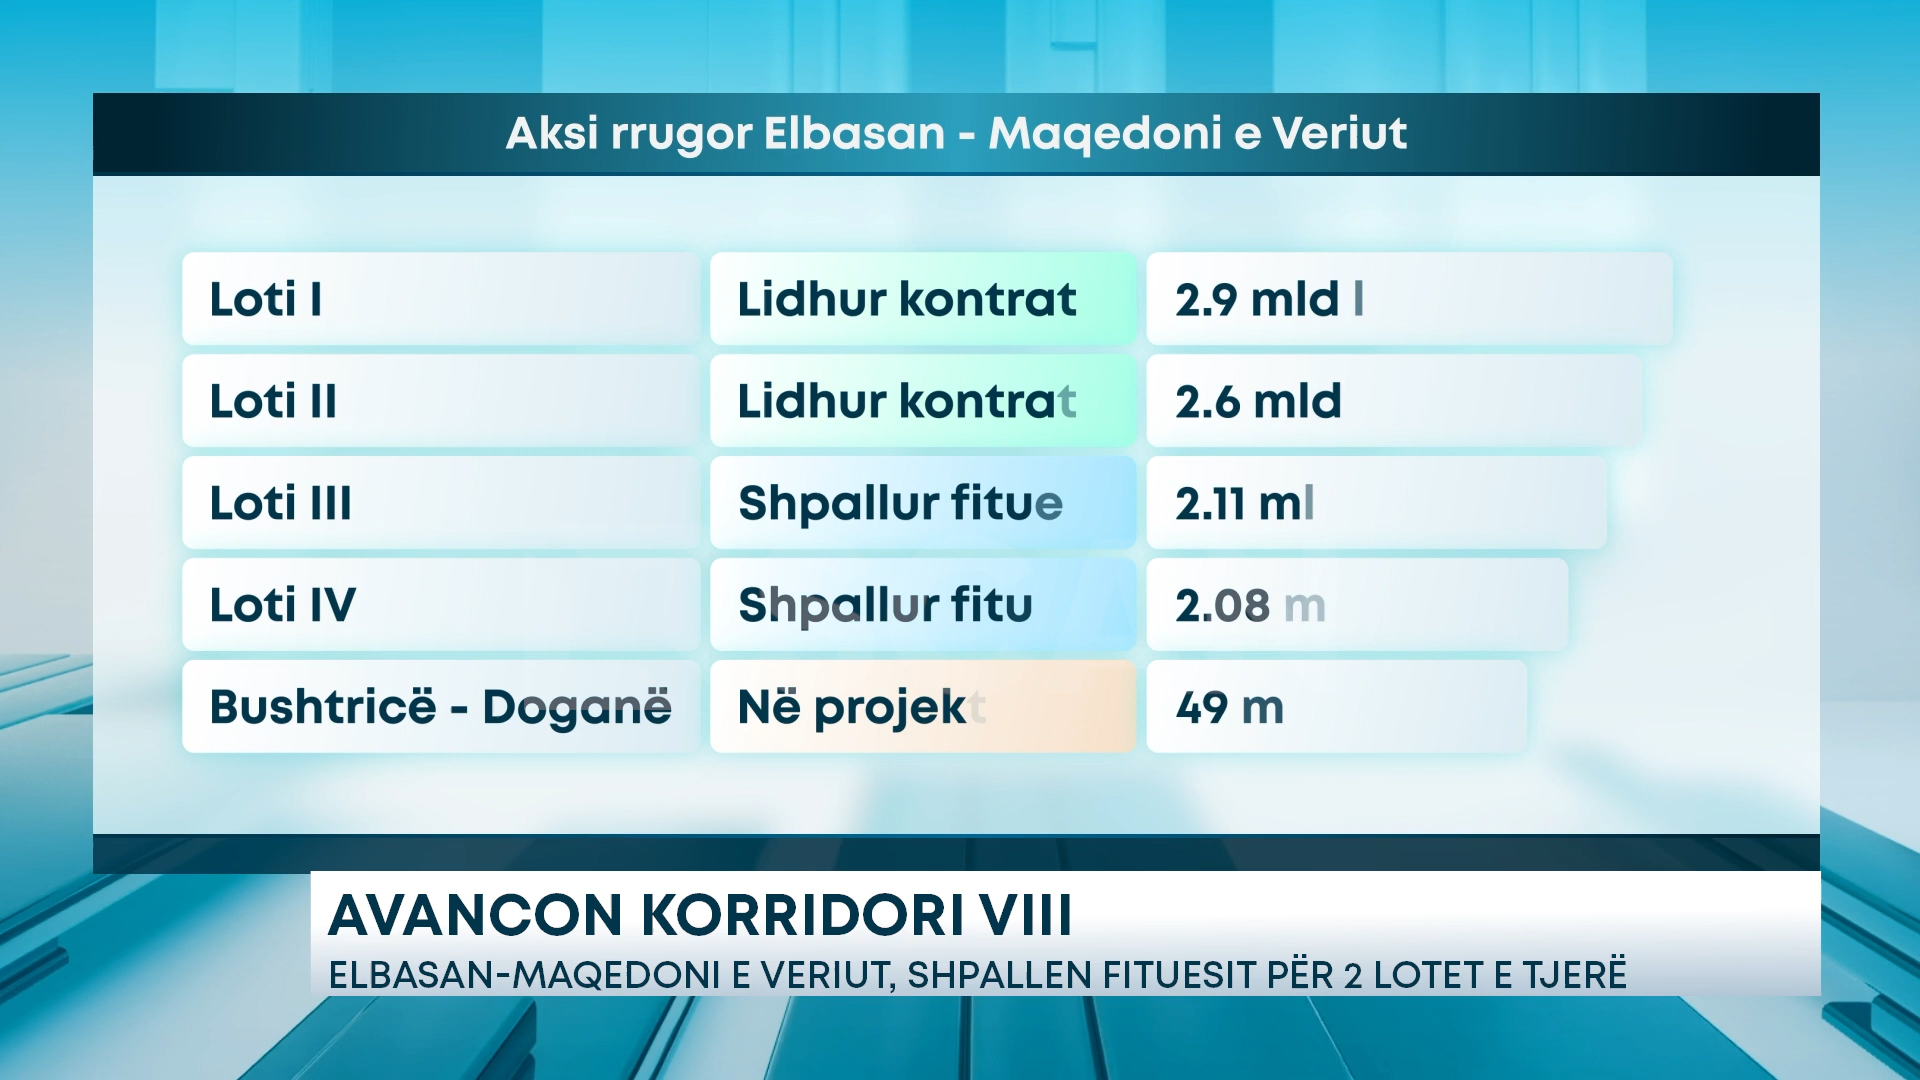 Aksi rrugor Elbasan - Maqedoni e Veriut
Loti I Lidhur kontrat 2.9 mld l
Loti II Lidhur kontrat 2.6 mld
Loti III Shpallur fitue 2.11 ml
Loti IV Shpallur fitu 2.08 m
Bushtricë - Doganë Në projekt 49 m
AVANCON KORRIDORI VIII
ELBASAN-MAQEDONI E VERIUT, SHPALLEN FITUESIT PËR 2 LOTET E TJERË